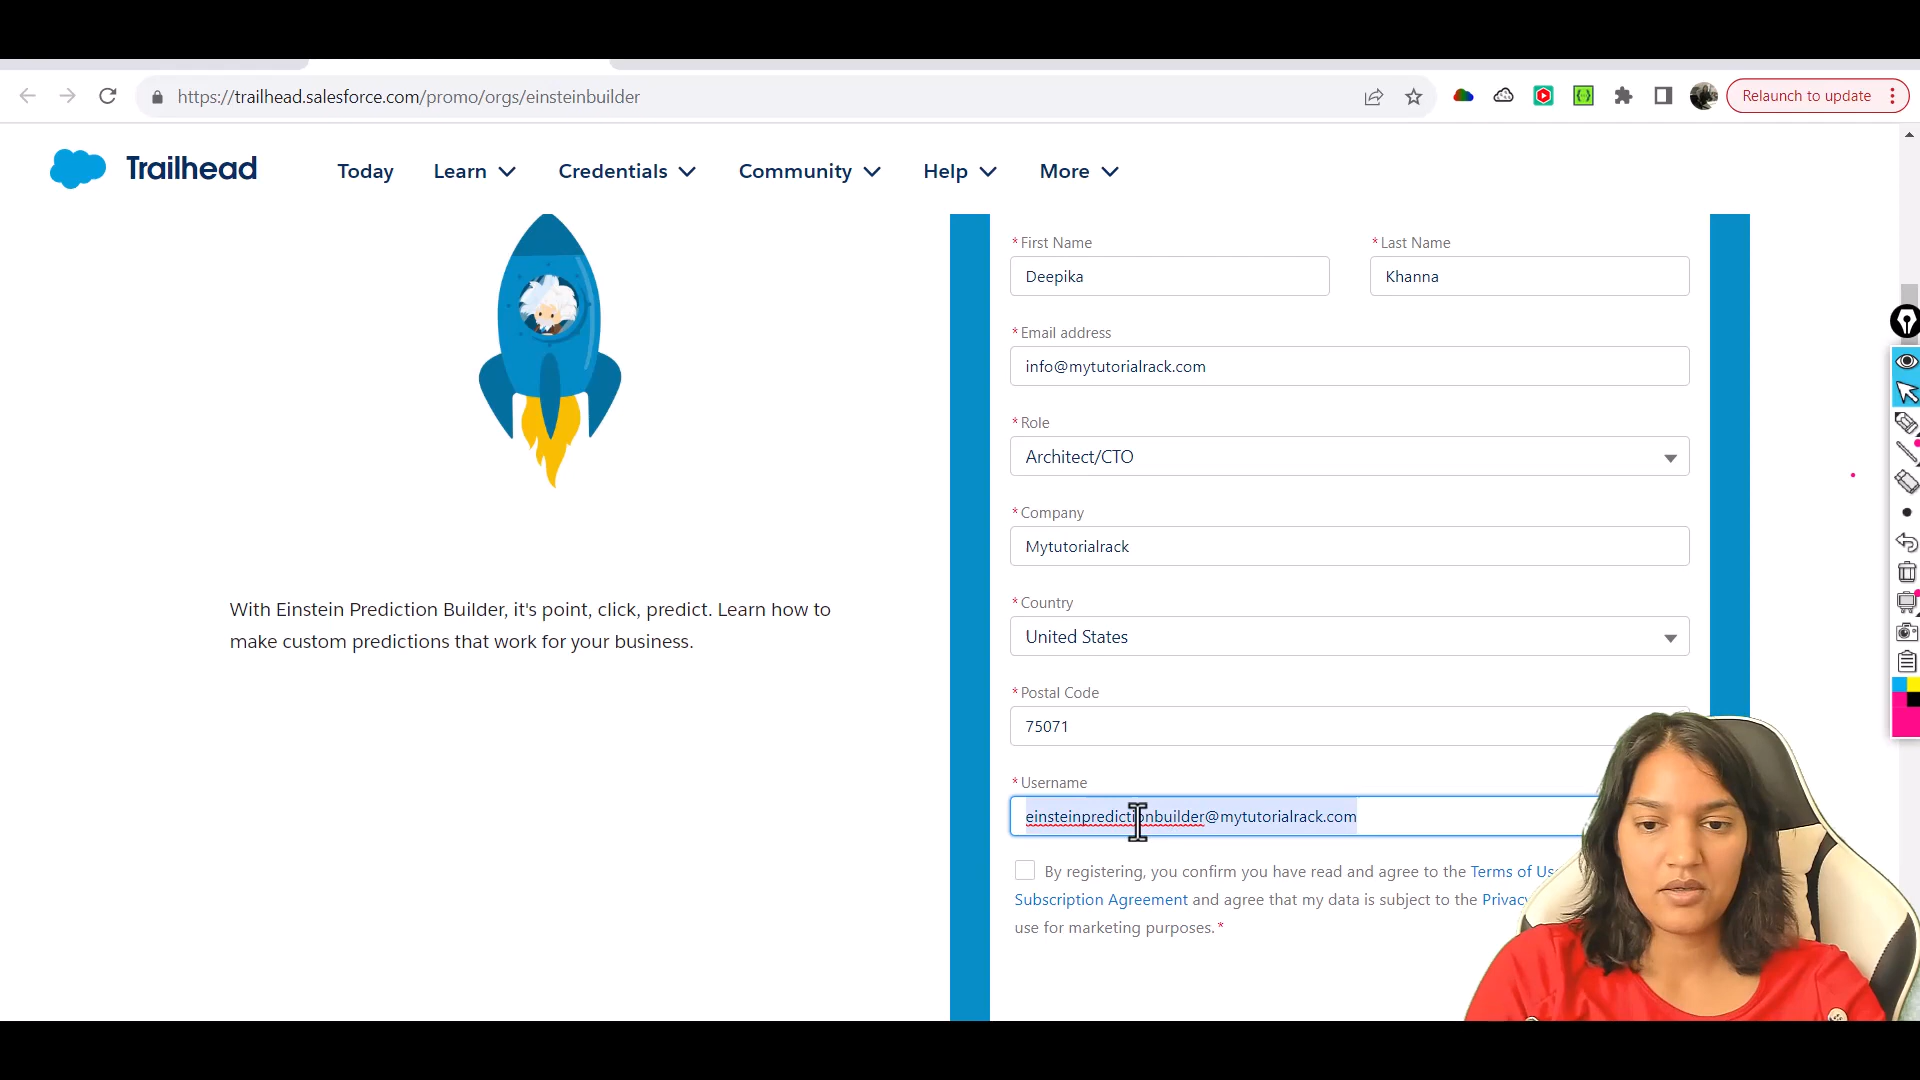 https://trailhead.salesforce.com/promo/orgs/einsteinbuilder
Relaunch to update
Trailhead
Today
Learn
Credentials
Community
Help
More
*First Name
*Last Name
Deepika
Khanna
*Email address
info@mytutorialrack.com
*Role
Architect/CTO
*Company
Mytutorialrack
*Country
United States
With Einstein Prediction Builder, it's point, click, predict. Learn how to
make custom predictions that work for your business.
*Postal Code
75071
*Username
einsteinpredictionbuilder@mytutorialrack.com
By registering, you confirm you have read and agree to the Terms of
Subscription Agreement and agree that my data is subject to the
use for marketing purposes.*